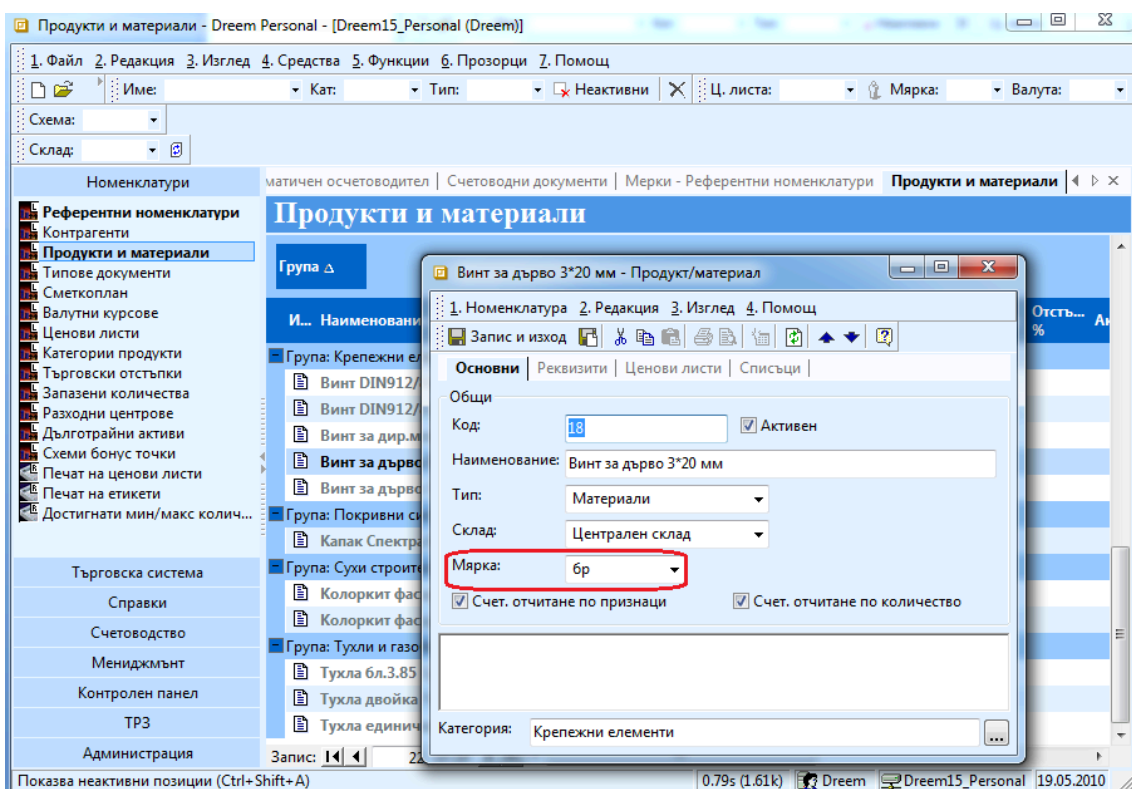 Продукти и материали - Dreem Personal - [Dreem15_Personal (Dreem)]
1. Файл 2. Редакция 3. Изглед 4. Средства 5. Функции 6. Прозорци 7. Помощ
Име: Кат: Тип: Неактивни Ц. листа: Мярка: Валута:
Схема:
Склад:
Номенклатури
матичен осчетоводител | Счетоводни документи | Мерки - Референтни номенклатури Продукти и материали
Референтни номенклатури
Контрагенти
Продукти и материали
Типове документи
Сметкоплан
Валутни курсове
Ценови листи
Категории продукти
Търговски отстъпки
Запазени количества
Разходни центрове
Дълготрайни активи
Схеми бонус точки
Печат на ценови листи
Печат на етикети
Достигнати мин/макс колич...
Търговска система
Справки
Счетоводство
Мениджмънт
Контролен панел
ТРЗ
Администрация
Продукти и материали
Група
И... Наименовани
Отстъ...
%
Ак
Група: Крепежни ел
Винт DIN912/
Винт DIN912/
Винт за дир.м
Винт за дърво
Винт за дърво
Група: Покривни си
Капак Спектра
Група: Сухи строите
Колоркит фас
Колоркит фас
Група: Тухли и газо
Тухла бл.3.85
Тухла двойка
Тухла единич
Запис: 22
Винт за дърво 3*20 мм - Продукт/материал
1. Номенклатура 2. Редакция 3. Изглед 4. Помощ
Запис и изход
Основни | Реквизити | Ценови листи | Списъци |
Общи
Код: 18 Активен
Наименование: Винт за дърво 3*20 мм
Тип: Материали
Склад: Централен склад
Мярка: бр
Счет. отчитане по признаци Счет. отчитане по количество
Категория: Крепежни елементи ...
Показва неактивни позиции (Ctrl+Shift+A) 0.79s (1.61k) Dreem Dreem15_Personal 19.05.2010